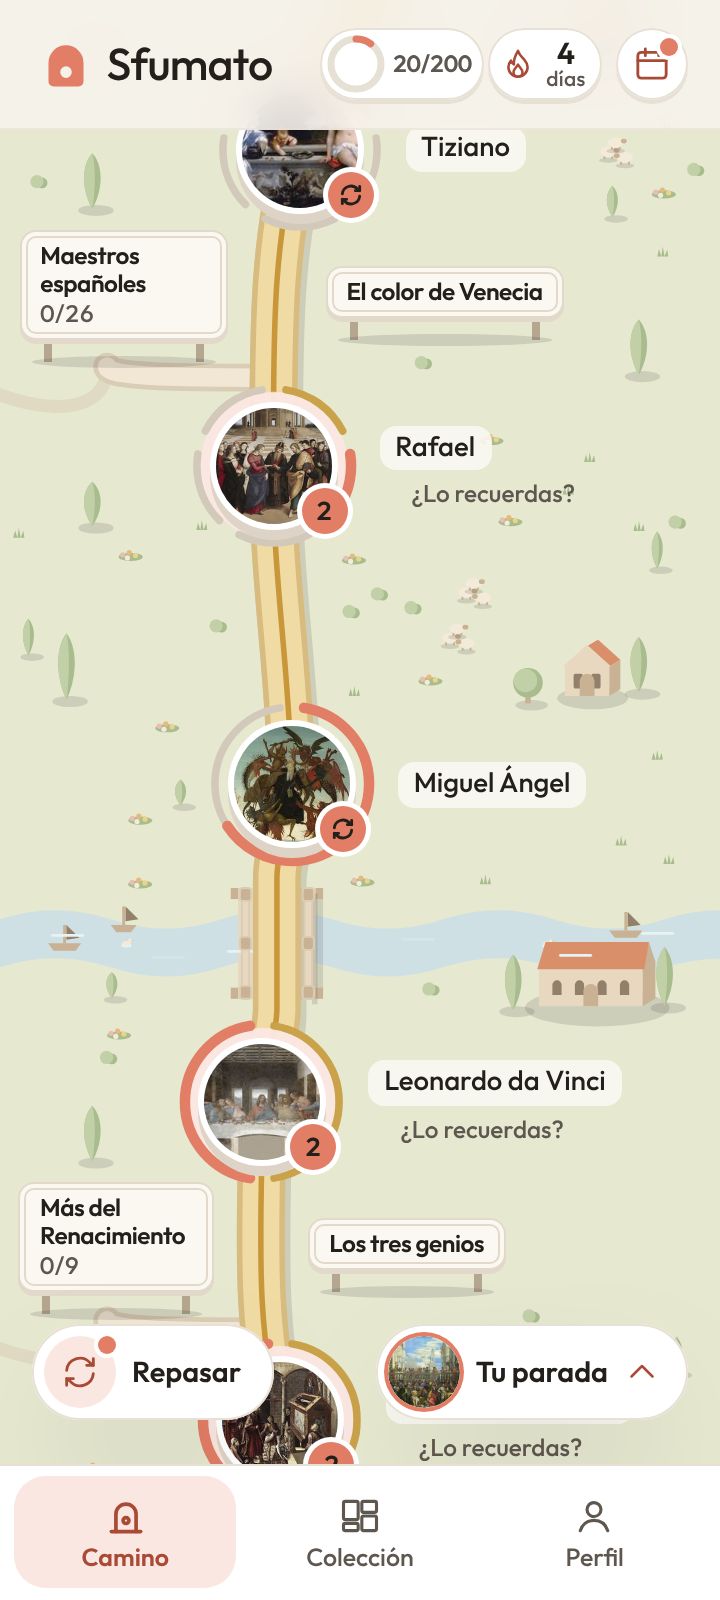 Sfumato
20/200
4
días
Tiziano
Maestros
españoles
0/26
El color de Venecia
Rafael
¿Lo recuerdas?
2
Miguel Ángel
Leonardo da Vinci
¿Lo recuerdas?
2
Más del
Renacimiento
0/9
Los tres genios
Repasar
Tu parada
¿Lo recuerdas?
Camino
Colección
Perfil